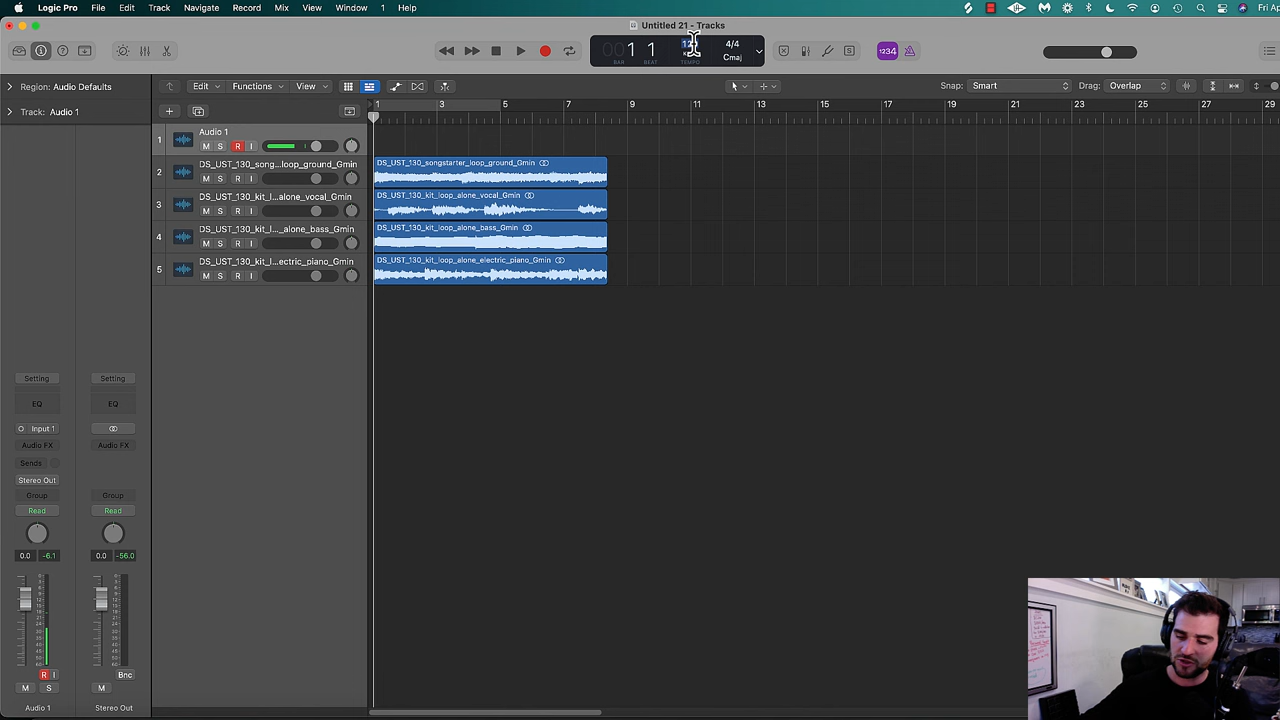 Logic Pro File Edit Track Navigate Record Mix View Window 1 Help
Untitled 21 - Tracks
00 1 1 4/4
Cmaj
BAR BEAT TEMPO
1234
Region: Audio Defaults
Track: Audio 1
Edit Functions View
Snap: Smart Drag: Overlap
1 3 5 7 9 11 13 15 17 19 21 23 25 27 29
1 Audio 1
M S R I
2 DS_UST_130_song...loop_ground_Gmin
M S R I
3 DS_UST_130_kit_l...alone_vocal_Gmin
M S R I
4 DS_UST_130_kit_l..._alone_bass_Gmin
M S R I
5 DS_UST_130_kit_l...ectric_piano_Gmin
M S R I
DS_UST_130_songstarter_loop_ground_Gmin
DS_UST_130_kit_loop_alone_vocal_Gmin
DS_UST_130_kit_loop_alone_bass_Gmin
DS_UST_130_kit_loop_alone_electric_piano_Gmin
Setting Setting
EQ EQ
Input 1
Audio FX Audio FX
Sends
Stereo Out
Group Group
Read Read
0.0 -6.1 0.0 -56.0
R I Bnc
M S M
Audio 1 Stereo Out